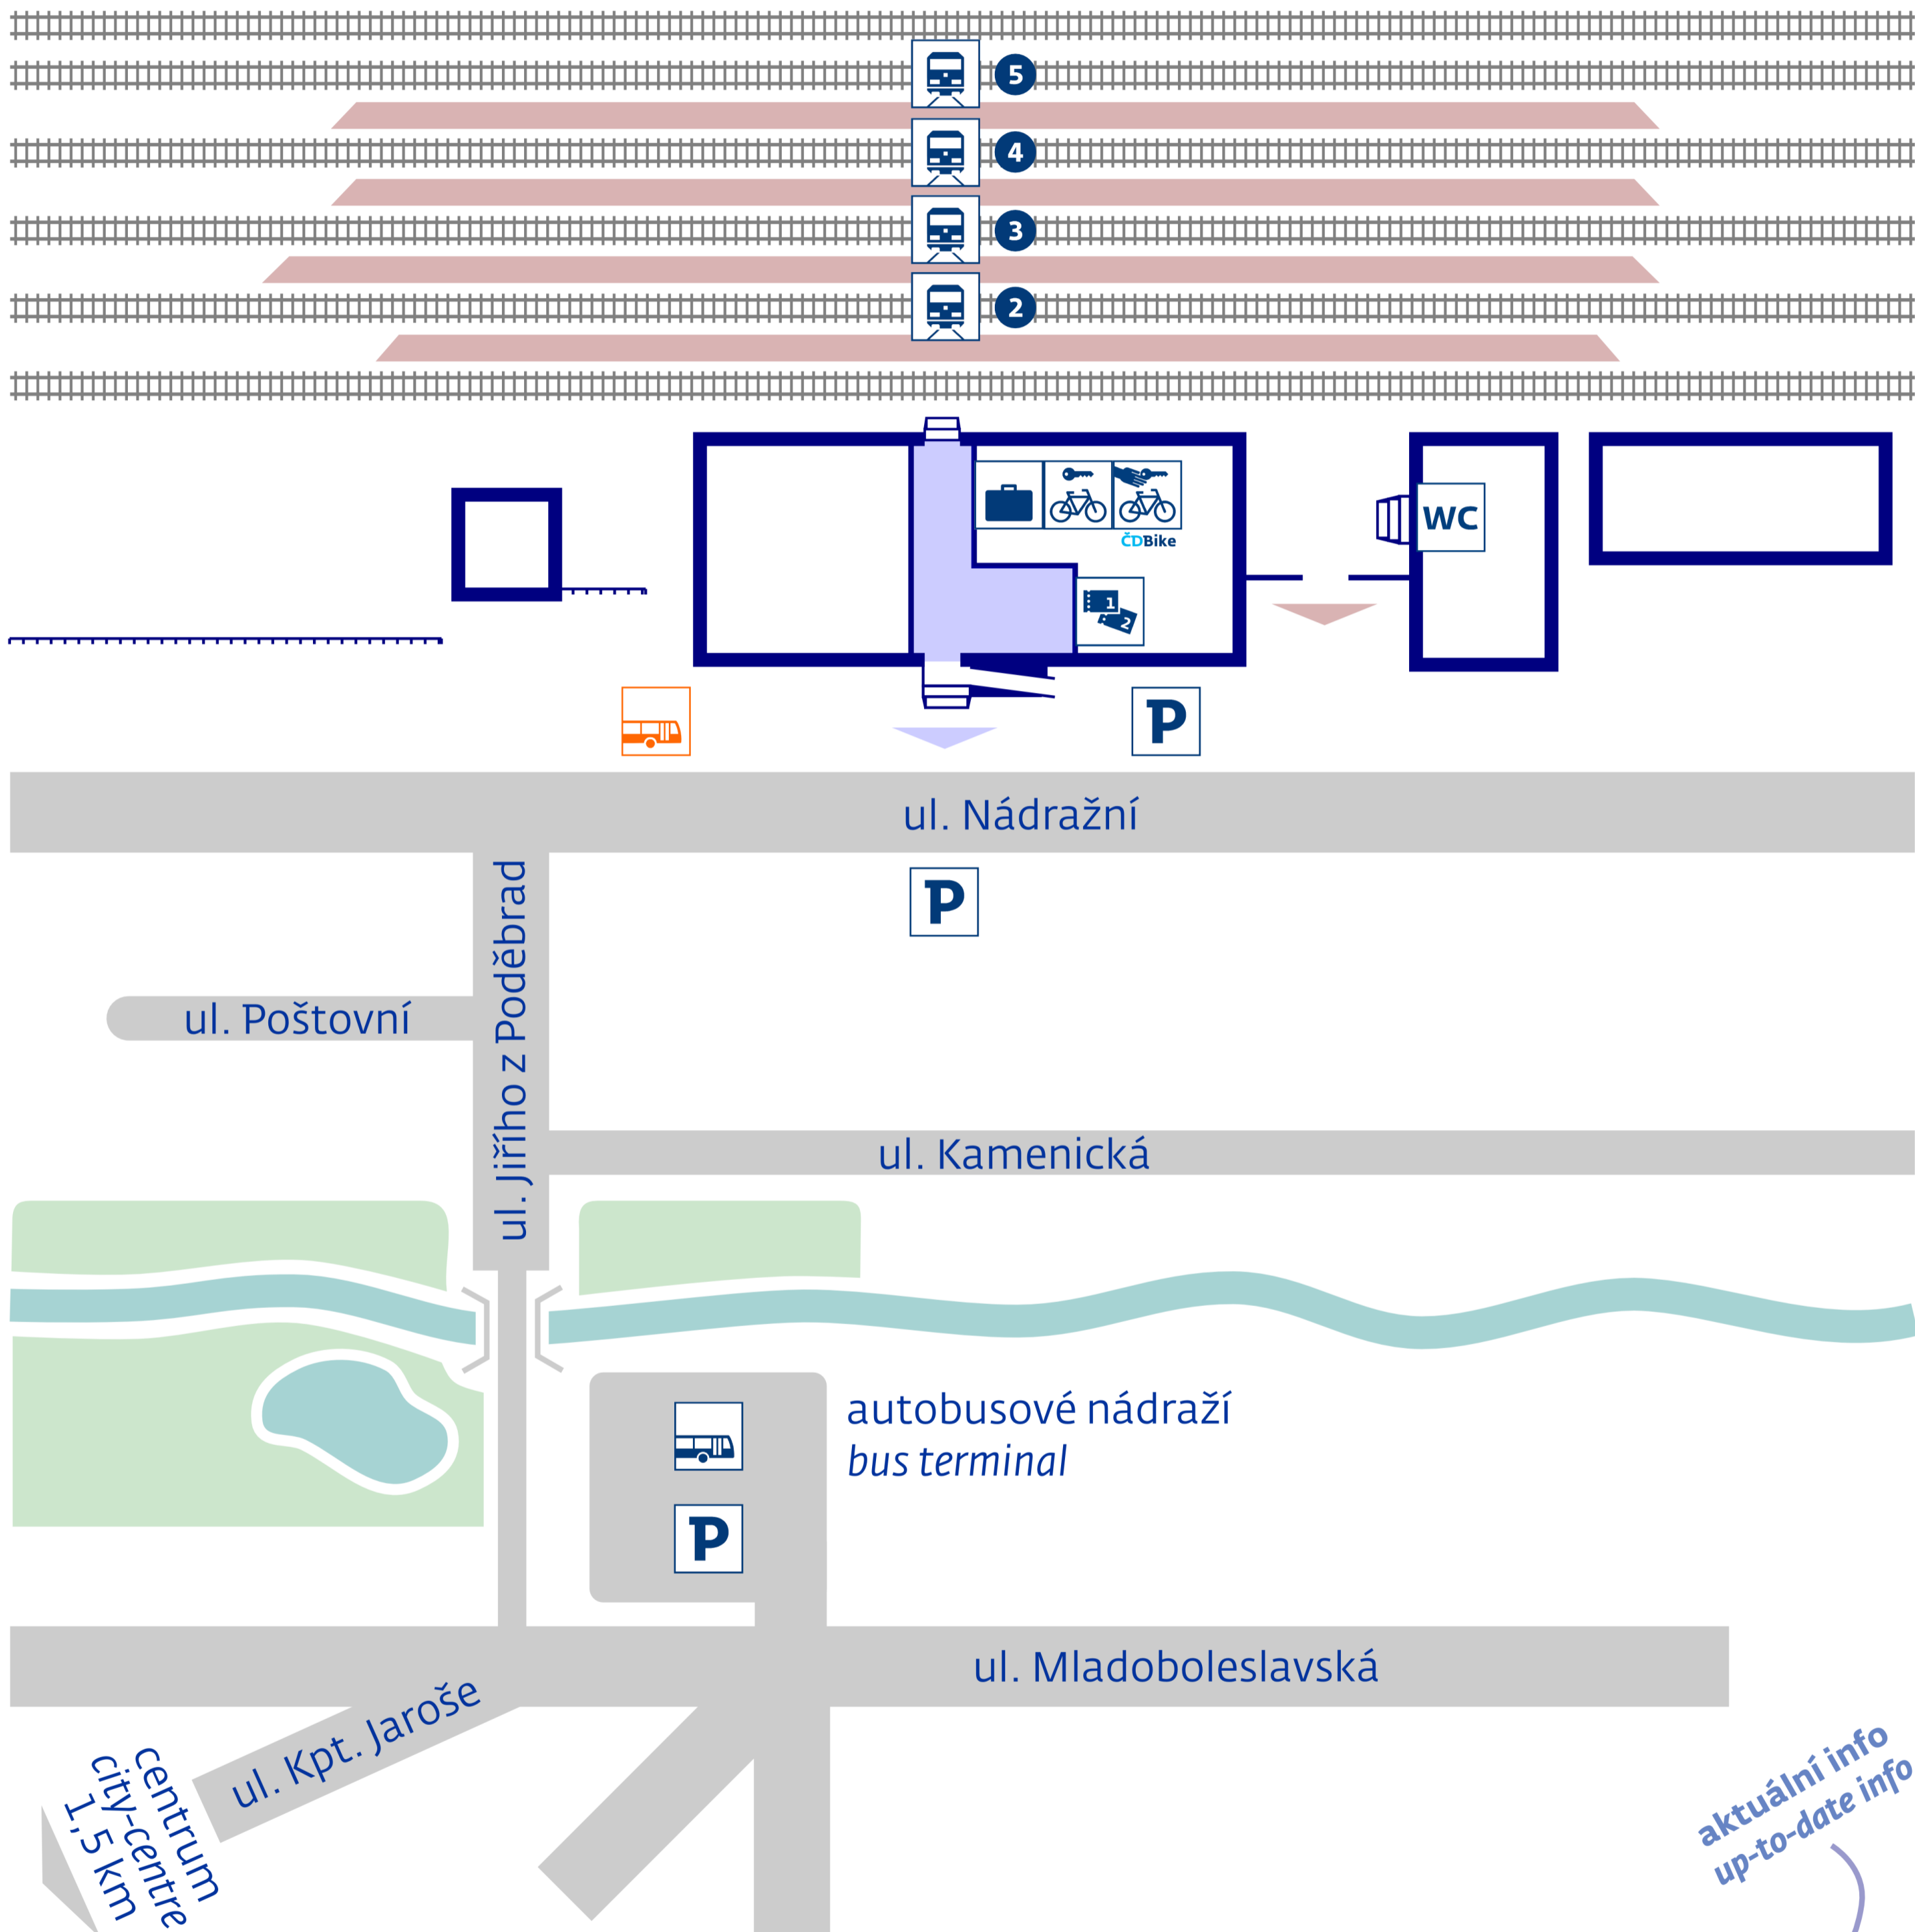 5
4
3
2
ČDBike
1
2
WC
P
ul. Nádražní
P
ul. Jiřího z Poděbrad
ul. Poštovní
ul. Kamenická
autobusové nádraží
bus terminal
P
ul. Mladoboleslavská
ul. Kpt. Jaroše
centrum
city-centre
1,5 km
aktuální info
up-to-date info